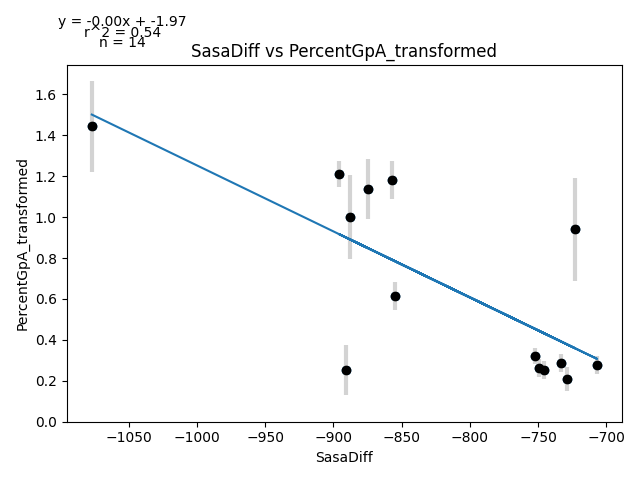 y = -0.00x + -1.97
r^2 = 0.54
n = 14
SasaDiff vs PercentGpA_transformed
PercentGpA_transformed
1.6
1.4
1.2
1.0
0.8
0.6
0.4
0.2
0.0
−1050 −1000 −950 −900 −850 −800 −750 −700
SasaDiff